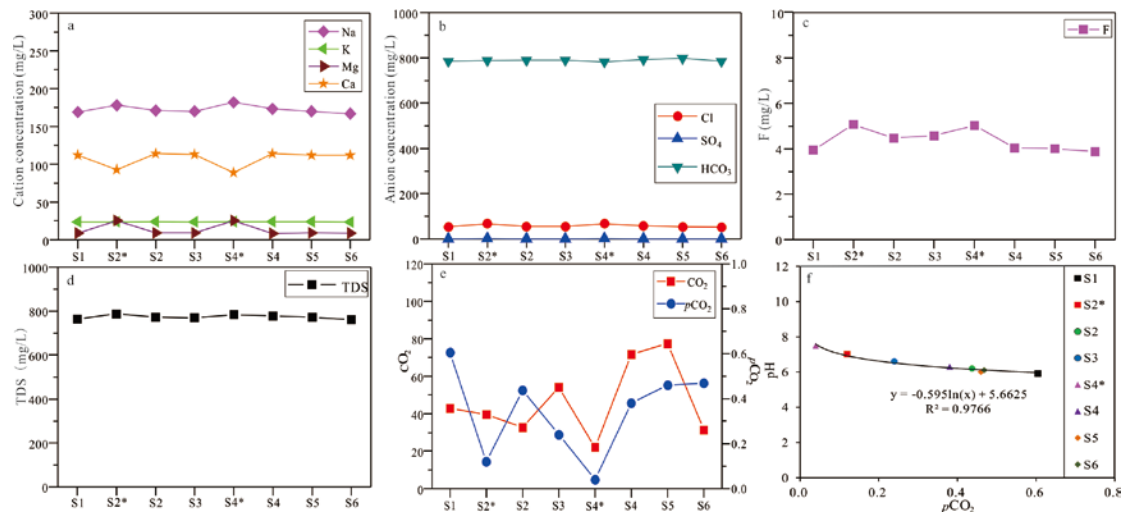 a
Na
K
Mg
Ca
Cation concentration (mg/L)
300
250
200
150
100
50
0
S1 S2* S2 S3 S4* S4 S5 S6
b
Cl
SO4
HCO3
Anion concentration (mg/L)
1000
800
600
400
200
0
S1 S2* S2 S3 S4* S4 S5 S6
c
F
F (mg/L)
10
8
6
4
2
0
S1 S2* S2 S3 S4* S4 S5 S6
d
TDS
TDS (mg/L)
1000
800
600
400
200
0
S1 S2* S2 S3 S4* S4 S5 S6
e
CO2
pCO2
CO2
120
100
80
60
40
20
0
pCO2
1.0
0.8
0.6
0.4
0.2
0.0
S1 S2* S2 S3 S4* S4 S5 S6
f
pH
12
10
8
6
4
2
0
y = -0.595ln(x) + 5.6625
R² = 0.9766
0.0 0.2 0.4 0.6 0.8
pCO2
S1
S2*
S2
S3
S4*
S4
S5
S6